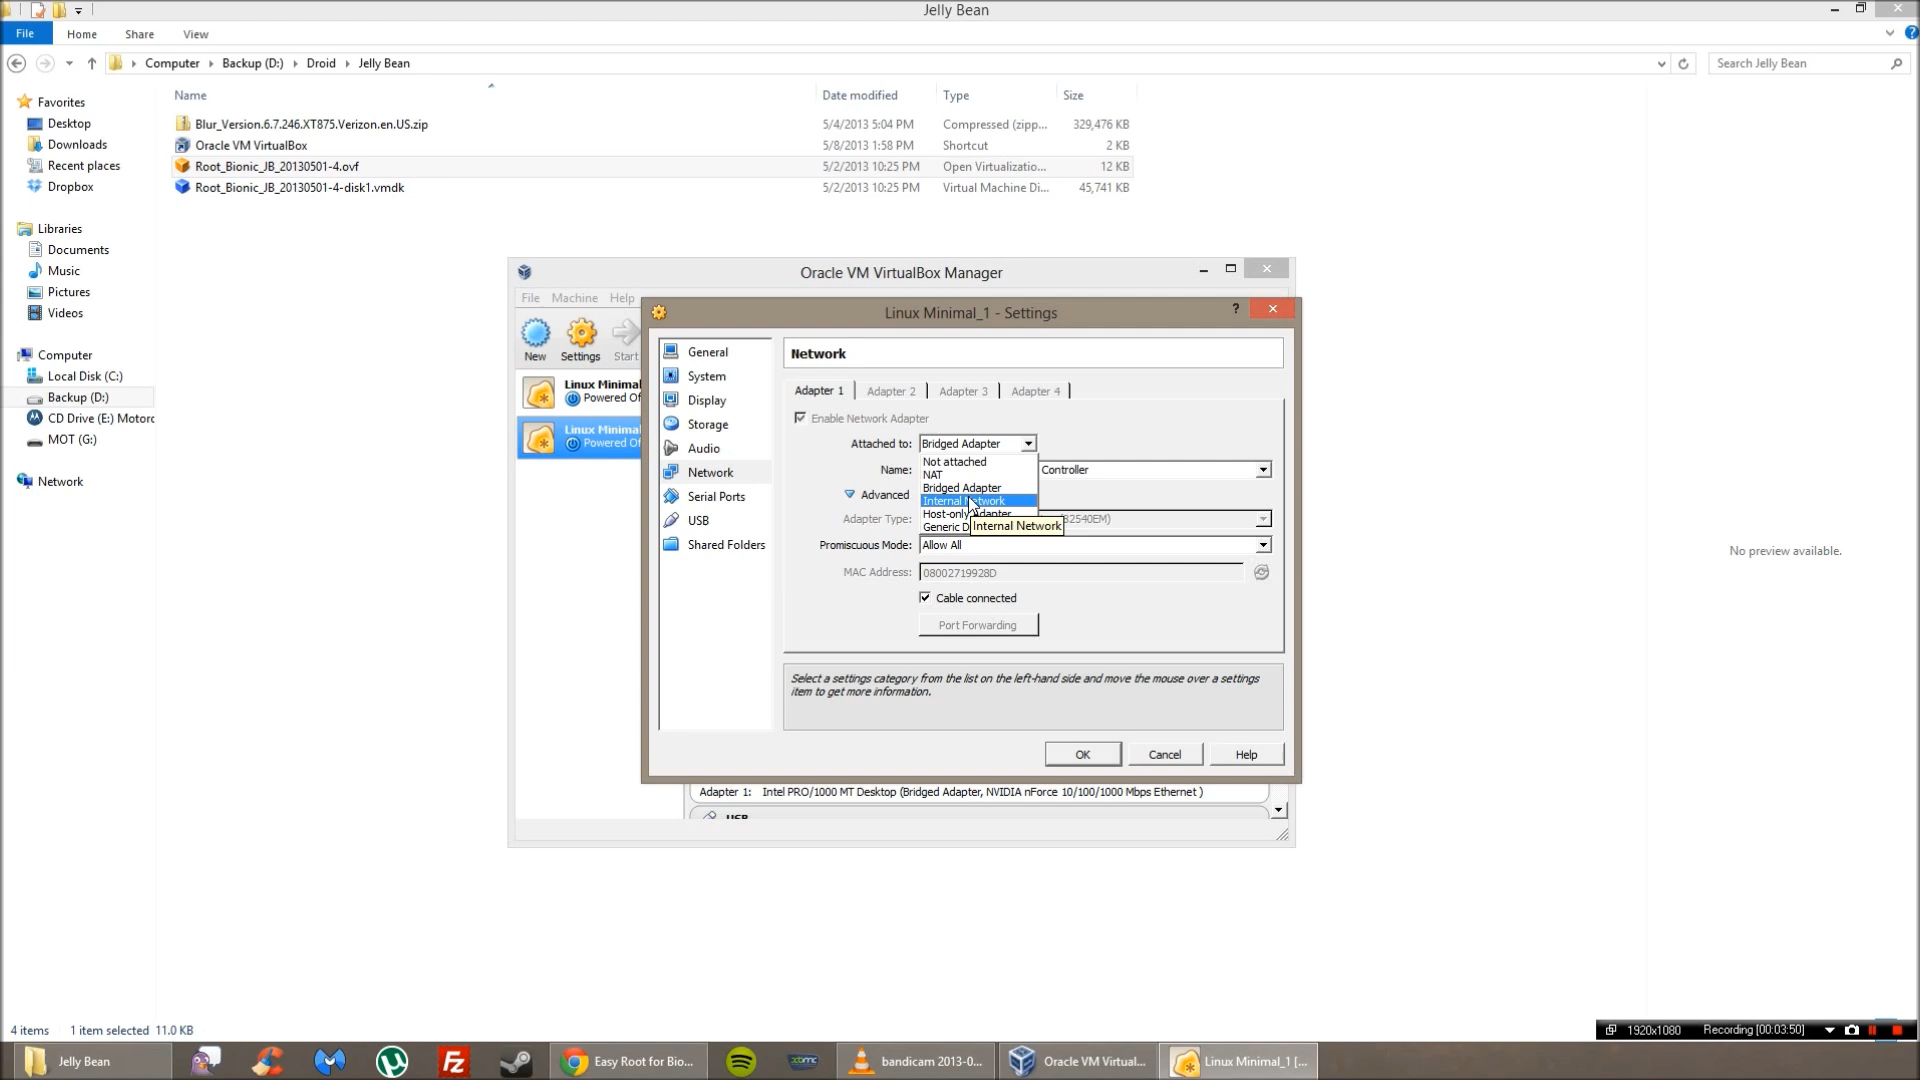 Jelly Bean
File
Home
Share
View
Computer
Backup (D:)
Droid
Jelly Bean
Search Jelly Bean
Name
Date modified
Type
Size
Blur_Version.6.7.246.XT875.Verizon.en.US.zip
5/4/2013 5:04 PM
Compressed (zipp...
329,476 KB
Oracle VM VirtualBox
5/8/2013 1:58 PM
Shortcut
2 KB
Root_Bionic_JB_20130501-4.ovf
5/2/2013 10:25 PM
Open Virtualizatio...
12 KB
Root_Bionic_JB_20130501-4-disk1.vmdk
5/2/2013 10:25 PM
Virtual Machine Di...
45,741 KB
Favorites
Desktop
Downloads
Recent places
Dropbox
Libraries
Documents
Music
Pictures
Videos
Computer
Local Disk (C:)
Backup (D:)
CD Drive (E:) Motorc
MOT (G:)
Network
No preview available.
Oracle VM VirtualBox Manager
File
Machine
Help
New
Settings
Start
Linux Minimal
Powered Of
Linux Minimal
Powered Of
Linux Minimal_1 - Settings
?
General
System
Display
Storage
Audio
Network
Serial Ports
USB
Shared Folders
Network
Adapter 1
Adapter 2
Adapter 3
Adapter 4
Enable Network Adapter
Attached to:
Bridged Adapter
Not attached
NAT
Bridged Adapter
Internal Network
Host-only Adapter
Generic D
Internal Network
Name:
Controller
Advanced
Adapter Type:
82540EM)
Promiscuous Mode:
Allow All
MAC Address:
08002719928D
Cable connected
Port Forwarding
Select a settings category from the list on the left-hand side and move the mouse over a settings
item to get more information.
OK
Cancel
Help
Adapter 1:
Intel PRO/1000 MT Desktop (Bridged Adapter, NVIDIA nForce 10/100/1000 Mbps Ethernet )
USB
4 items
1 item selected 11.0 KB
1920x1080
Recording [00:03:50]
Jelly Bean
Easy Root for Bio...
xbmc
bandicam 2013-0...
Oracle VM Virtual...
Linux Minimal_1 [...